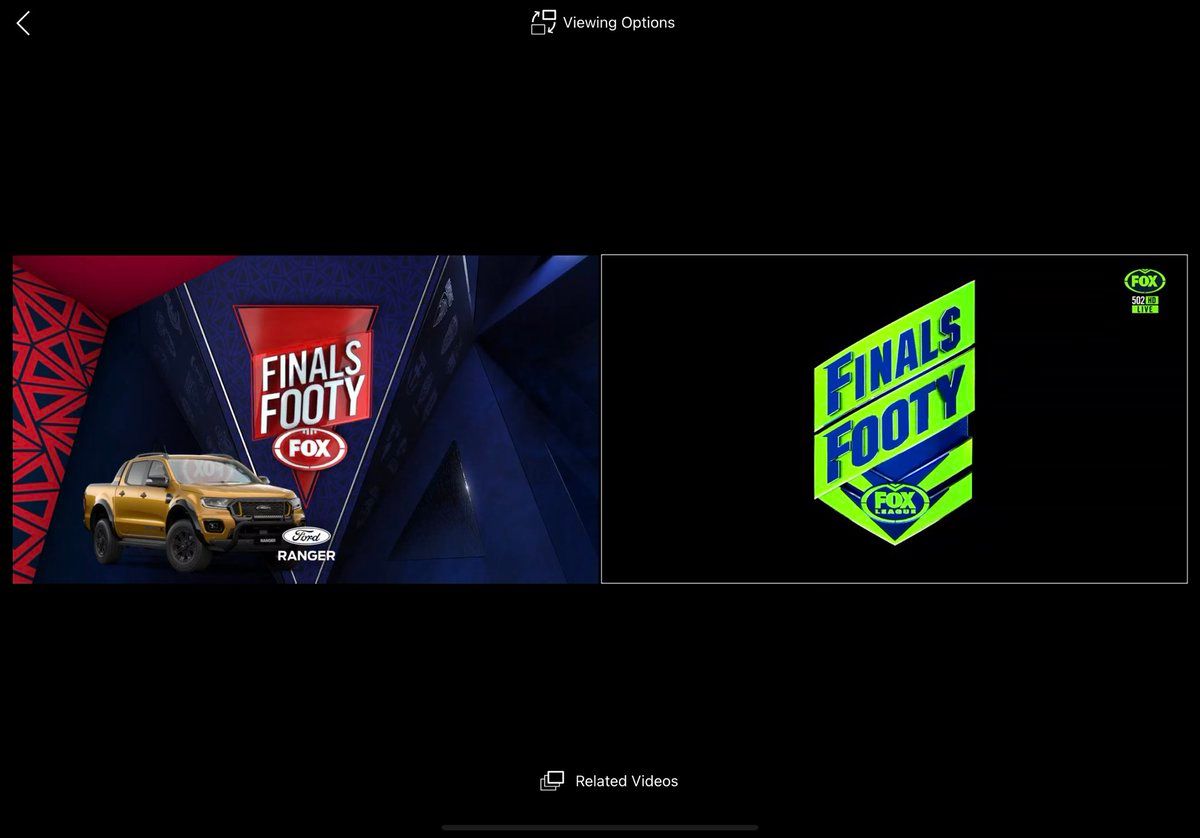 Viewing Options
FINALS
FOOTY
FOX
Ford
RANGER
FINALS
FOOTY
FOX
LEAGUE
FOX
502 HD
LIVE
Related Videos